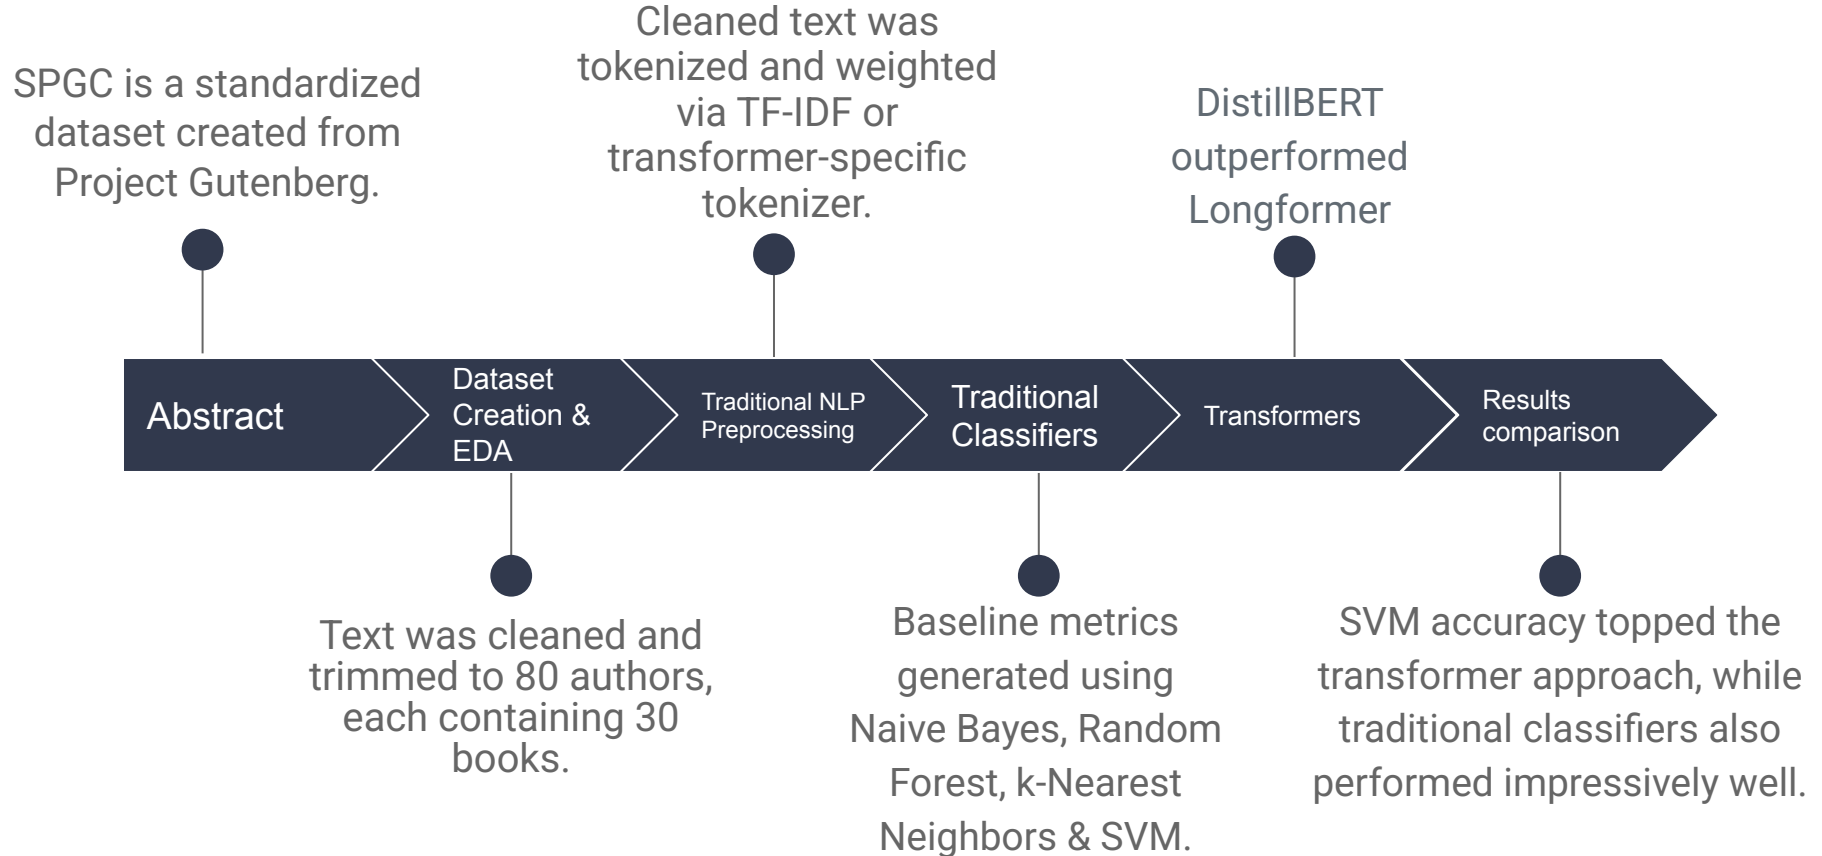 SPGC is a standardized
dataset created from
Project Gutenberg.
Cleaned text was
tokenized and weighted
via TF-IDF or
transformer-specific
tokenizer.
DistillBERT
outperformed
Longformer
Abstract
Dataset
Creation &
EDA
Traditional NLP
Preprocessing
Traditional
Classifiers
Transformers
Results
comparison
Text was cleaned and
trimmed to 80 authors,
each containing 30
books.
Baseline metrics
generated using
Naive Bayes, Random
Forest, k-Nearest
Neighbors & SVM.
SVM accuracy topped the
transformer approach, while
traditional classifiers also
performed impressively well.